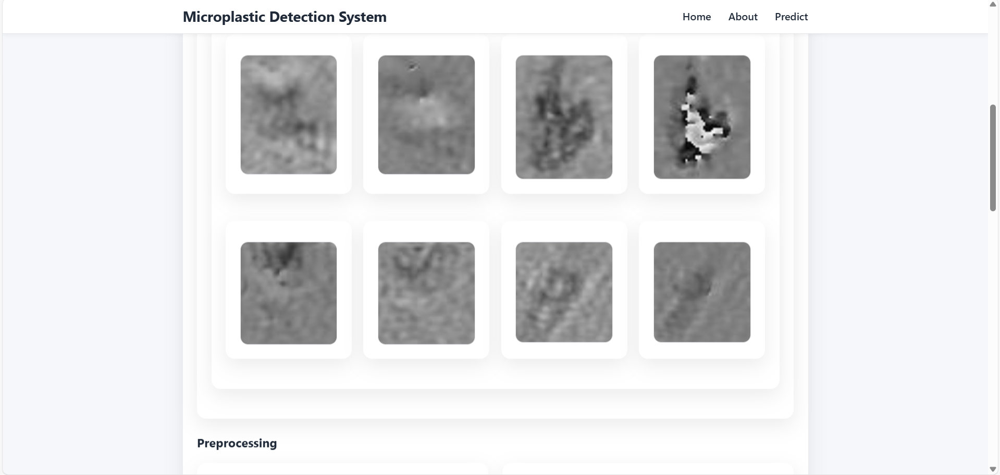 Microplastic Detection System
Home About Predict
Preprocessing